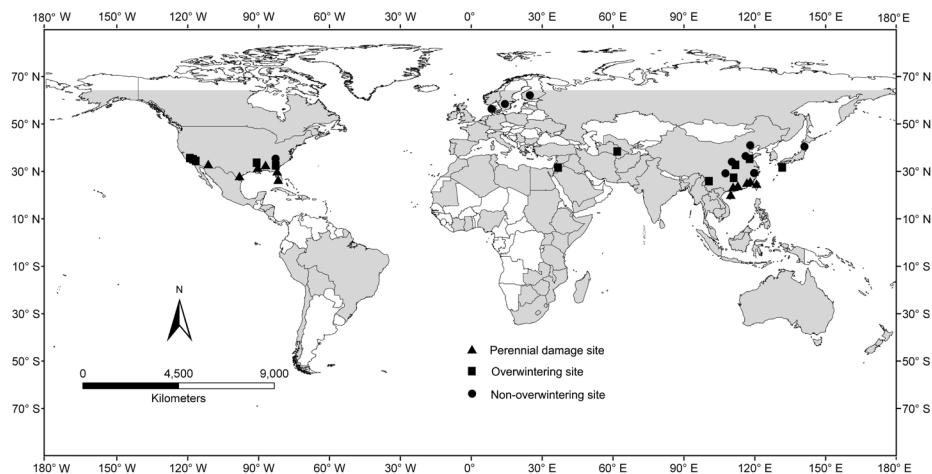 180° W 150° W 120° W 90° W 60° W 30° W 0° 30° E 60° E 90° E 120° E 150° E 180° E
70° N 70° N
50° N 50° N
30° N 30° N
10° N 10° N
10° S 10° S
30° S 30° S
50° S 50° S
70° S 70° S
N
0 4,500 9,000
Kilometers
Perennial damage site
Overwintering site
Non-overwintering site
180° W 150° W 120° W 90° W 60° W 30° W 0° 30° E 60° E 90° E 120° E 150° E 180° E